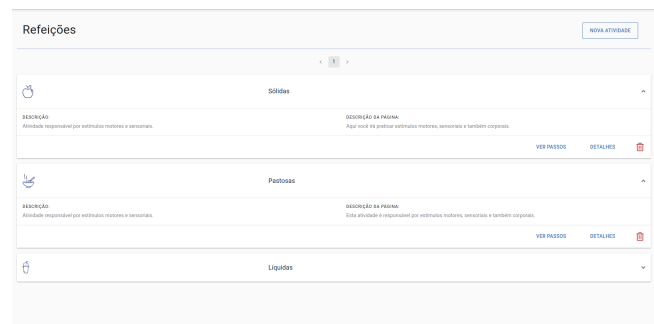 Refeições
NOVA ATIVIDADE
1
Sólidas
DESCRIÇÃO:
Atividade responsável por estímulos motores e sensoriais.
DESCRIÇÃO DA PÁGINA:
Aqui você irá praticar estímulos motores, sensoriais e também corporais.
VER PASSOS DETALHES
Pastosas
DESCRIÇÃO:
Atividade responsável por estímulos motores e sensoriais.
DESCRIÇÃO DA PÁGINA:
Esta atividade é responsável por estímulos motores, sensoriais e também corporais.
VER PASSOS DETALHES
Líquidas